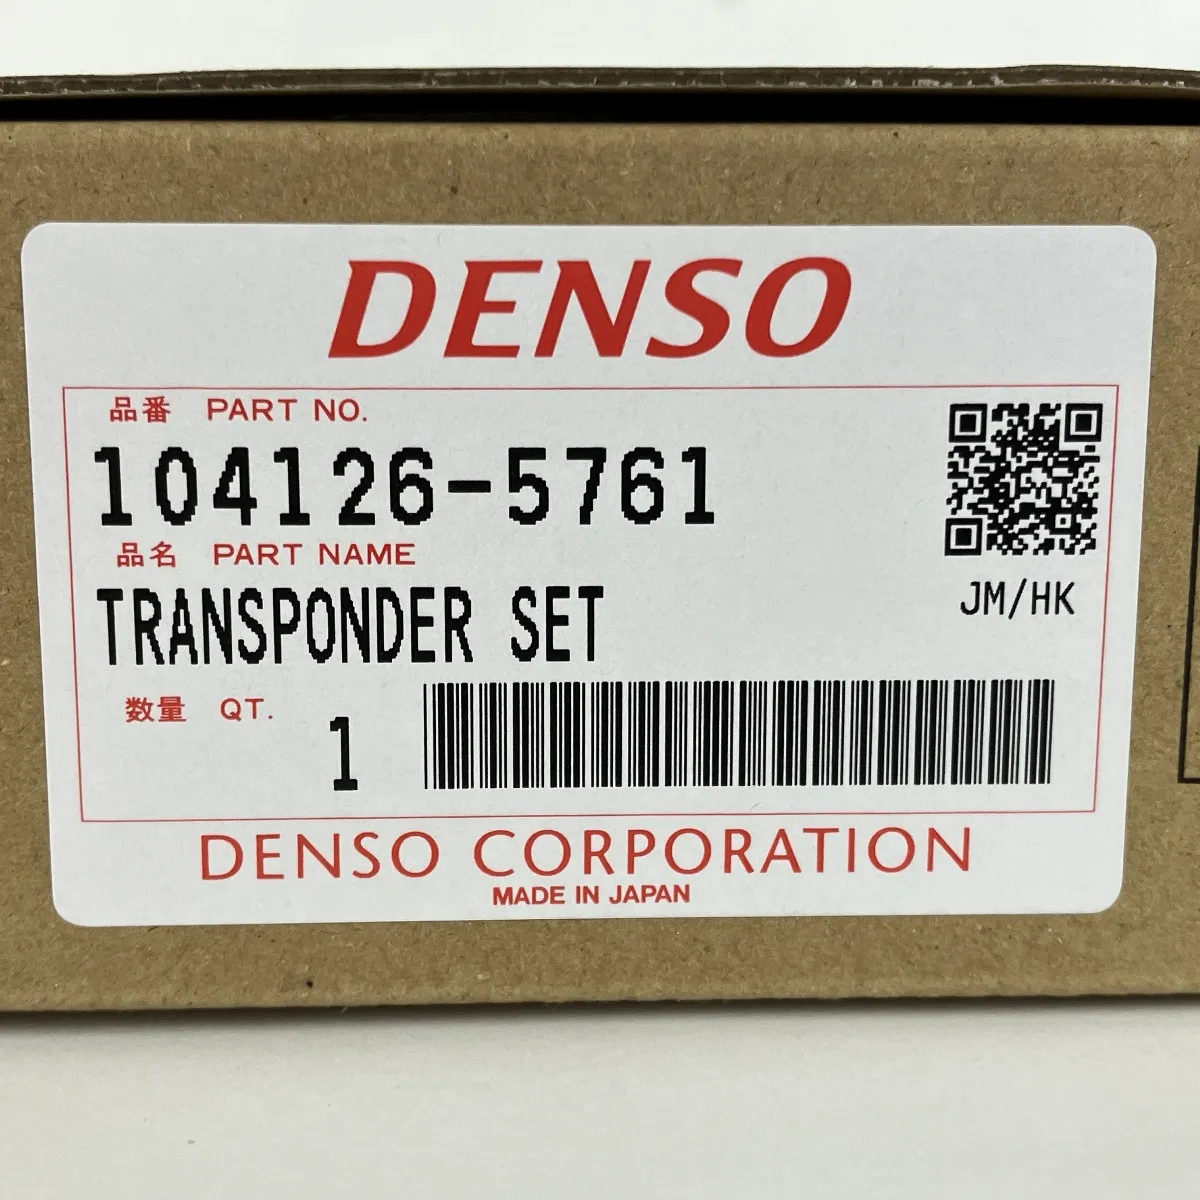 DENSO
品番 PART NO.
104126-5761
品名 PART NAME
TRANSPONDER SET
JM/HK
数量 QT.
1
DENSO CORPORATION
MADE IN JAPAN